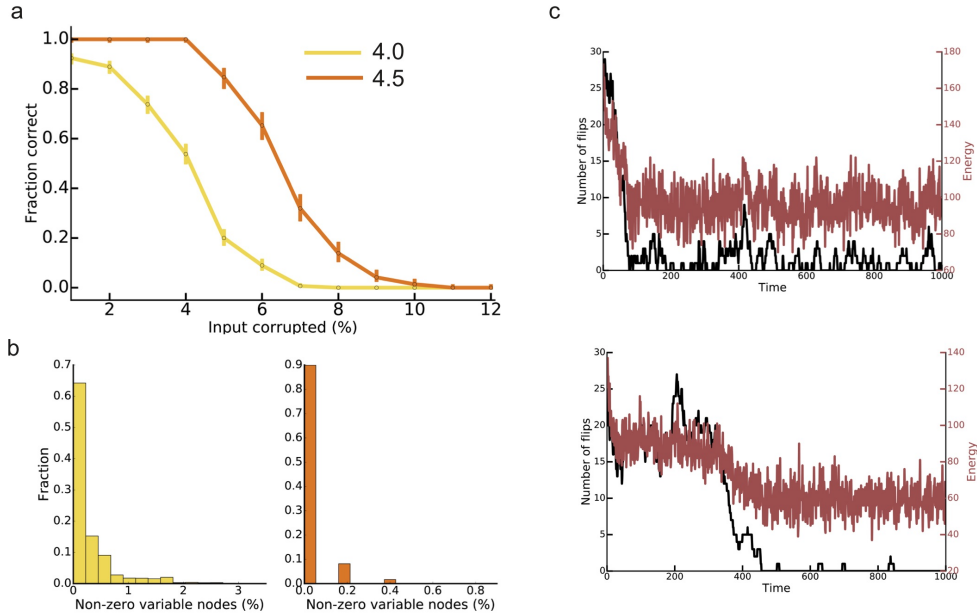 a
1.0
0.8
0.6
0.4
0.2
0.0
Fraction correct
2 4 6 8 10 12
Input corrupted (%)
4.0
4.5
b
0.7
0.6
0.5
0.4
0.3
0.2
0.1
0.0
Fraction
0 1 2 3
Non-zero variable nodes (%)
0.9
0.8
0.7
0.6
0.5
0.4
0.3
0.2
0.1
0.0
0.0 0.2 0.4 0.6 0.8
Non-zero variable nodes (%)
c
30
25
20
15
10
5
0
Number of flips
0 200 400 600 800 1000
Time
180
160
140
120
100
80
60
Energy
30
25
20
15
10
5
0
Number of flips
0 200 400 600 800 1000
Time
140
120
100
80
60
40
20
Energy